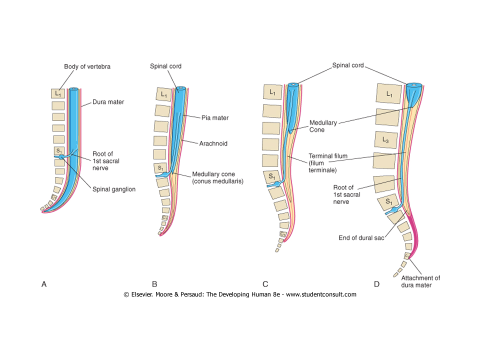 Body of vertebra
L1
Dura mater
S1
Root of
1st sacral
nerve
Spinal ganglion
A
Spinal cord
L1
Pia mater
Arachnoid
S1
Medullary cone
(conus medullaris)
B
Spinal cord
L1
Medullary
Cone
Terminal filum
(filum
terminale)
S1
C
L1
L3
Root of
1st sacral
nerve
S1
End of dural sac
Attachment of
dura mater
D
© Elsevier. Moore & Persaud: The Developing Human 8e - www.studentconsult.com